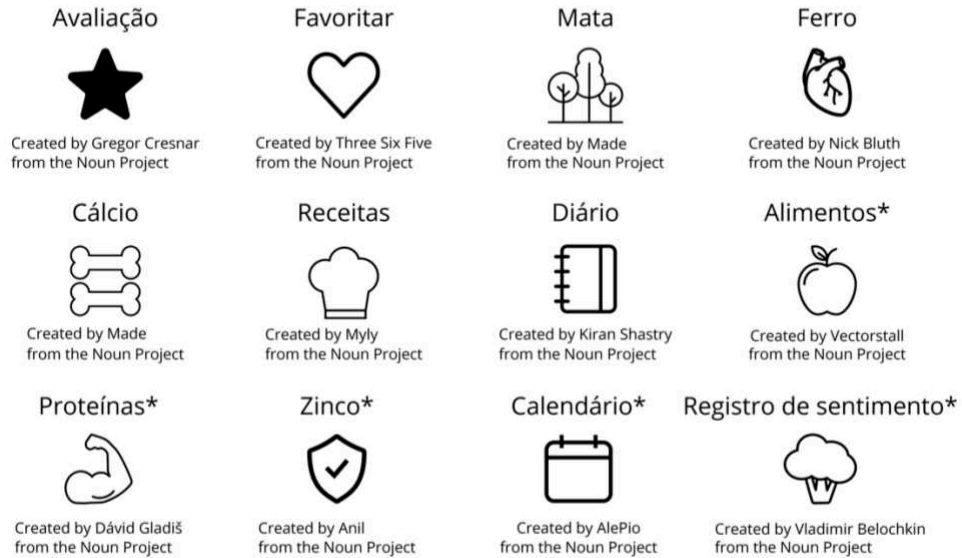 Avaliação
Favoritar
Mata
Ferro
Created by Gregor Cresnar
from the Noun Project
Created by Three Six Five
from the Noun Project
Created by Made
from the Noun Project
Created by Nick Bluth
from the Noun Project
Cálcio
Receitas
Diário
Alimentos*
Created by Made
from the Noun Project
Created by Myly
from the Noun Project
Created by Kiran Shastry
from the Noun Project
Created by Vectorstall
from the Noun Project
Proteínas*
Zinco*
Calendário*
Registro de sentimento*
Created by Dávid Gladiš
from the Noun Project
Created by Anil
from the Noun Project
Created by AlePio
from the Noun Project
Created by Vladimir Belochkin
from the Noun Project